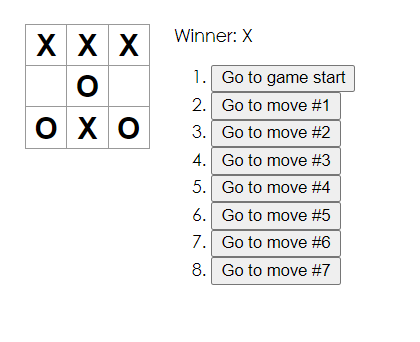 X X X
O
O X O
Winner: X
1. Go to game start
2. Go to move #1
3. Go to move #2
4. Go to move #3
5. Go to move #4
6. Go to move #5
7. Go to move #6
8. Go to move #7